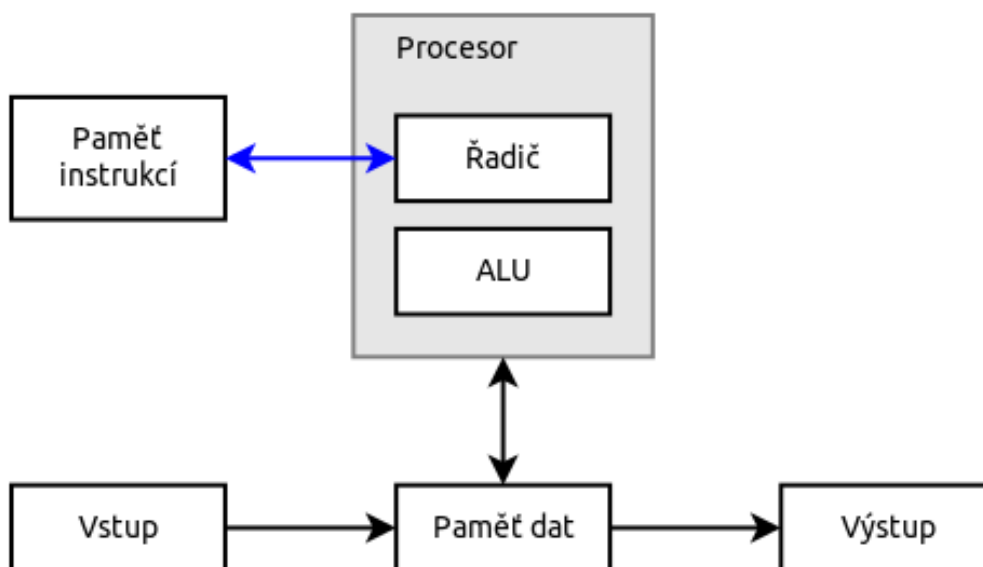 Procesor
Paměť
instrukcí
Řadič
ALU
Vstup
Paměť dat
Výstup